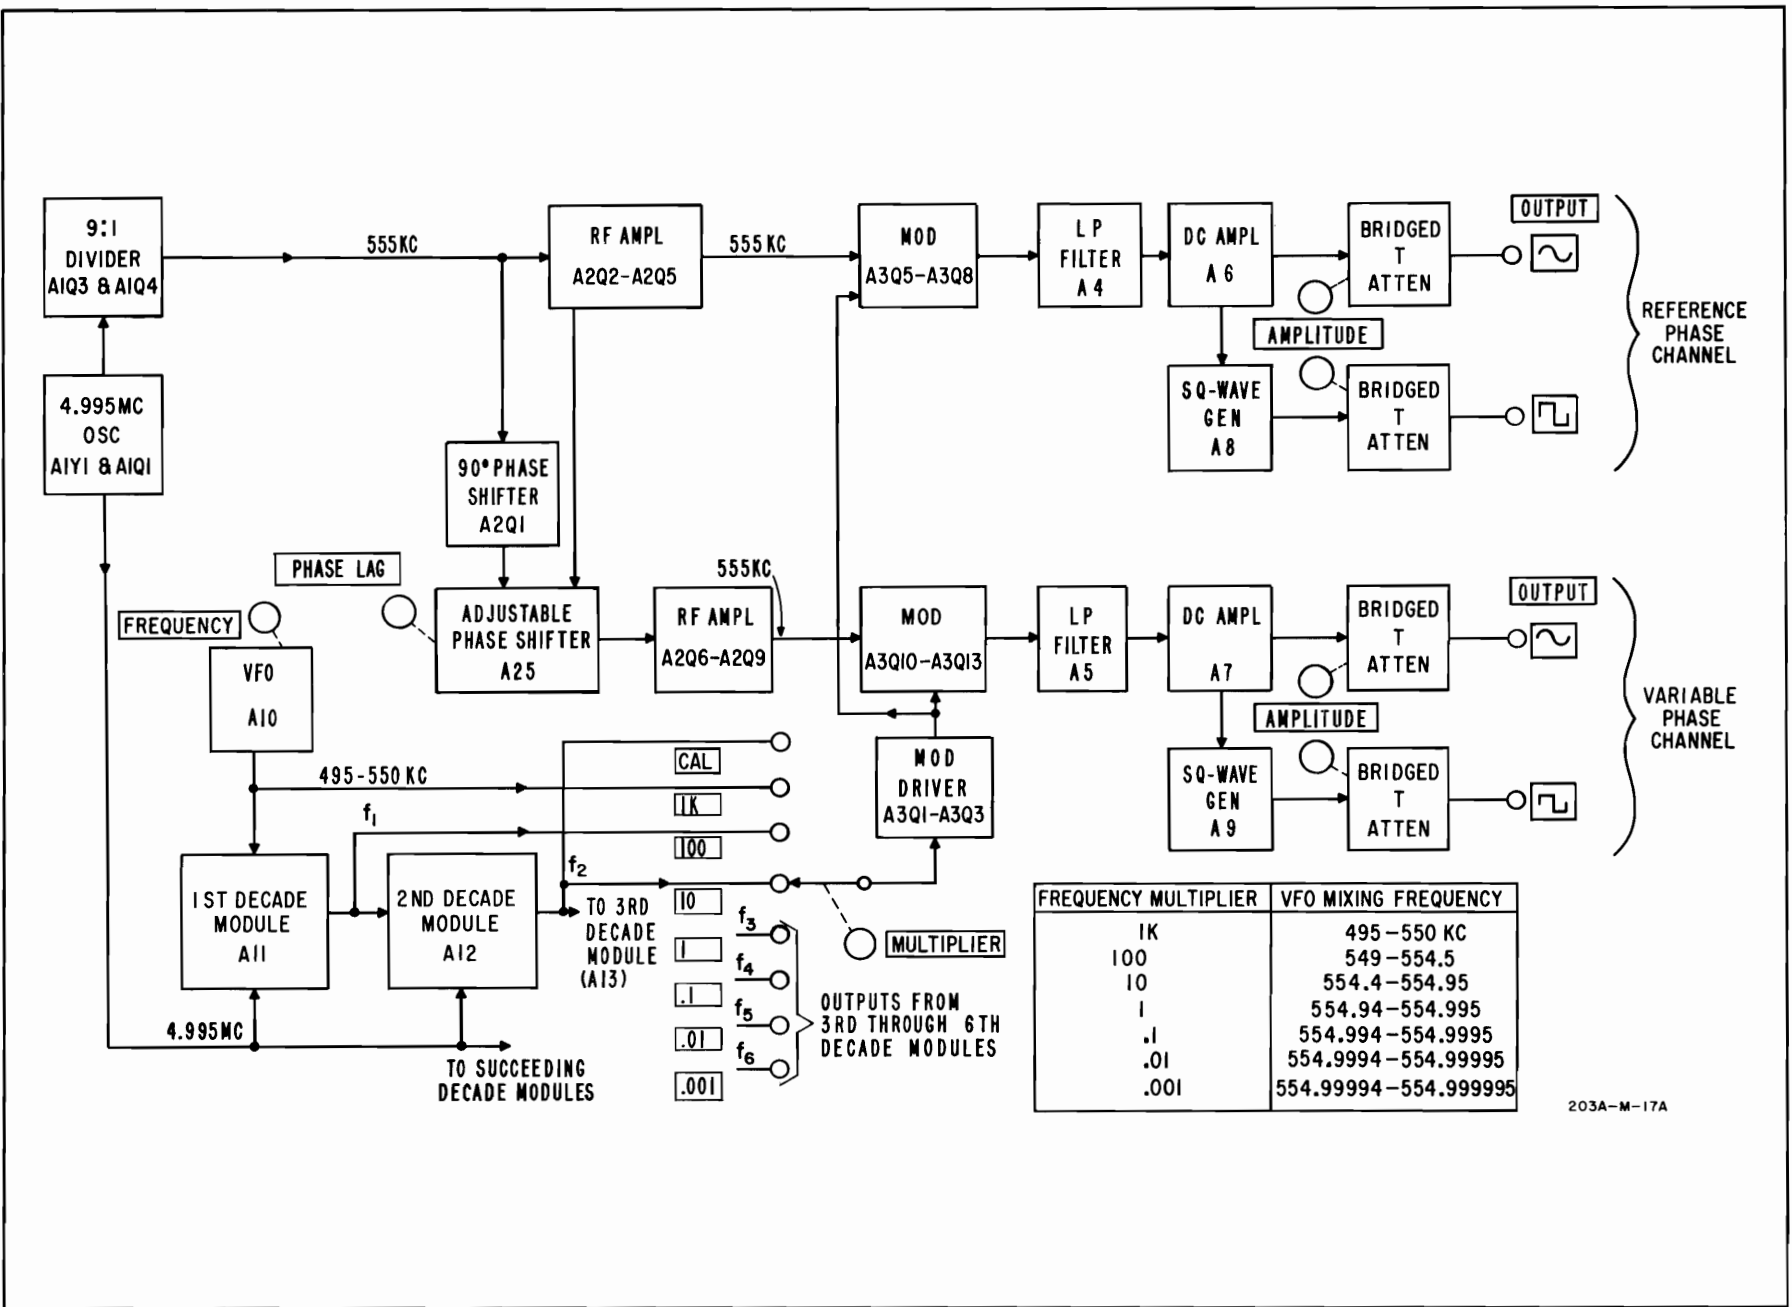 9:1
DIVIDER
A1Q3 & A1Q4
4.995MC
OSC
A1Y1 & A1Q1
555KC
RF AMPL
A2Q2-A2Q5
555KC
MOD
A3Q5-A3Q8
LP
FILTER
A4
DC AMPL
A6
BRIDGED
T
ATTEN
OUTPUT
AMPLITUDE
SQ-WAVE
GEN
A8
BRIDGED
T
ATTEN
REFERENCE
PHASE
CHANNEL
90° PHASE
SHIFTER
A2Q1
PHASE LAG
ADJUSTABLE
PHASE SHIFTER
A25
RF AMPL
A2Q6-A2Q9
555KC
MOD
A3Q10-A3Q13
LP
FILTER
A5
DC AMPL
A7
BRIDGED
T
ATTEN
OUTPUT
AMPLITUDE
SQ-WAVE
GEN
A9
BRIDGED
T
ATTEN
VARIABLE
PHASE
CHANNEL
FREQUENCY
VFO
A10
495-550 KC
f1
1ST DECADE
MODULE
A11
2ND DECADE
MODULE
A12
f2
TO 3RD
DECADE
MODULE
(A13)
4.995MC
TO SUCCEEDING
DECADE MODULES
CAL
1K
100
10
f3
1
f4
.1
f5
.01
f6
.001
MOD
DRIVER
A3Q1-A3Q3
MULTIPLIER
OUTPUTS FROM
3RD THROUGH 6TH
DECADE MODULES
FREQUENCY MULTIPLIER VFO MIXING FREQUENCY
1K 495-550 KC
100 549-554.5
10 554.4-554.95
1 554.94-554.995
.1 554.994-554.9995
.01 554.9994-554.99995
.001 554.99994-554.999995
203A-M-17A